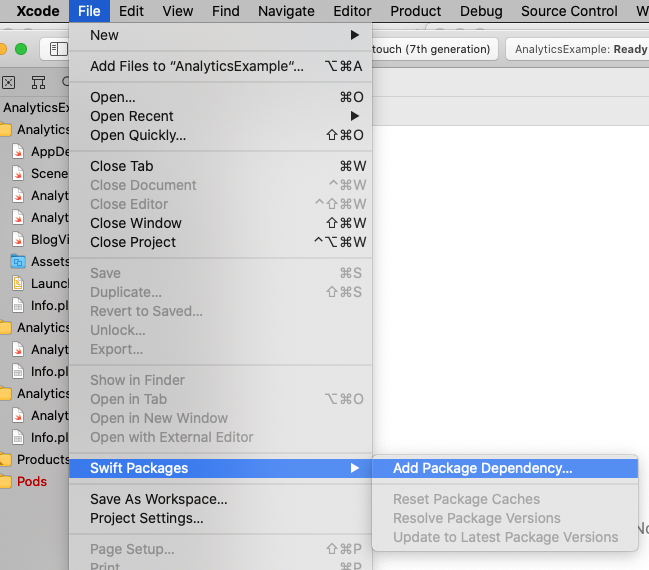 Xcode File Edit View Find Navigate Editor Product Debug Source Control W
touch (7th generation) AnalyticsExample: Ready
New
Add Files to “AnalyticsExample”... ⌥⌘A
Open... ⌘O
Open Recent
Open Quickly... ⇧⌘O
Close Tab ⌘W
Close Document ^⌘W
Close Editor ^⇧⌘W
Close Window ⇧⌘W
Close Project ^⌥⌘W
Save ⌘S
Duplicate... ⇧⌘S
Revert to Saved...
Unlock...
Export...
Show in Finder
Open in Tab ⌥⌘O
Open in New Window
Open with External Editor
Swift Packages
Save As Workspace...
Project Settings...
Page Setup... ⇧⌘P
Print... ⌘P
Add Package Dependency...
Reset Package Caches
Resolve Package Versions
Update to Latest Package Versions
No
AnalyticsEx
Analytics
AppDe
Scene
Analyt
Analyt
BlogVi
Assets
Launc
Info.pl
Analytics
Analyt
Info.pl
Analytics
Analyt
Info.pl
Products
Pods